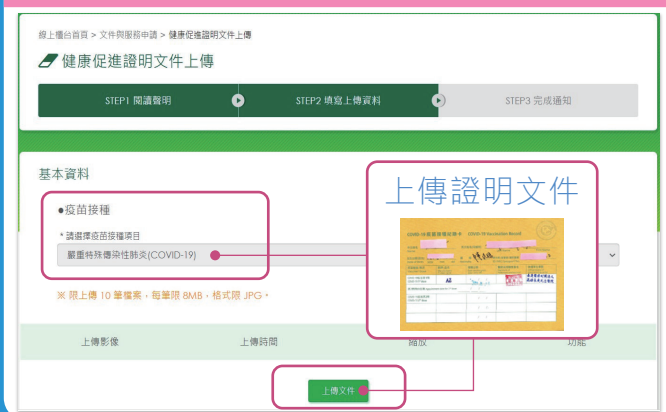 線上櫃台首頁 > 文件與服務申請 > 健康促進證明文件上傳
健康促進證明文件上傳
STEP1 閱讀聲明
STEP2 填寫上傳資料
STEP3 完成通知
基本資料
●疫苗接種
* 請選擇疫苗接種項目
嚴重特殊傳染性肺炎(COVID-19)
※ 限上傳 10 筆檔案，每筆限 8MB，格式限 JPG。
上傳證明文件
COVID-19 Vaccination Record
AZ
上傳影像
上傳時間
縮放
功能
上傳文件